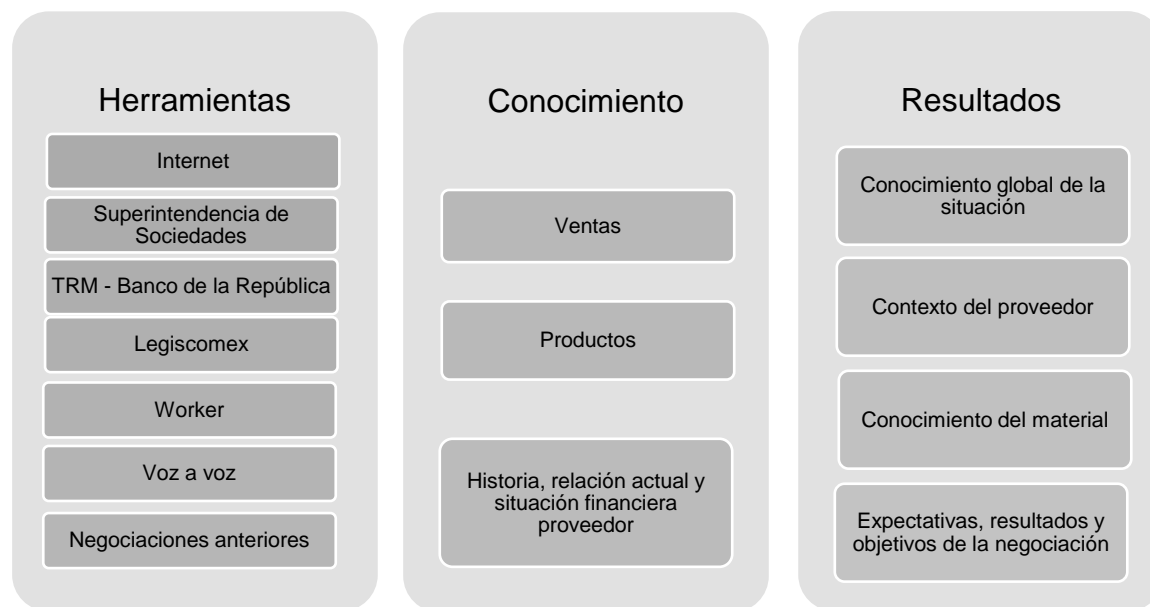 Herramientas
Internet
Superintendencia de
Sociedades
TRM - Banco de la República
Legiscomex
Worker
Voz a voz
Negociaciones anteriores
Conocimiento
Ventas
Productos
Historia, relación actual y
situación financiera
proveedor
Resultados
Conocimiento global de la
situación
Contexto del proveedor
Conocimiento del material
Expectativas, resultados y
objetivos de la negociación